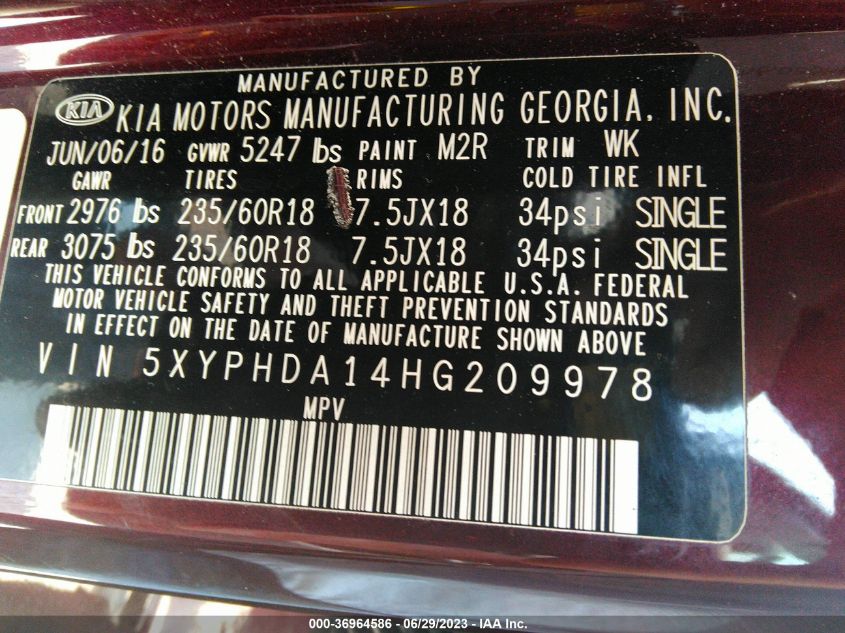 MANUFACTURED BY
KIA KIA MOTORS MANUFACTURING GEORGIA, INC.
JUN/06/16 GVWR 5247 lbs PAINT M2R TRIM WK
GAWR TIRES RIMS COLD TIRE INFL
FRONT 2976 lbs 235/60R18 7.5JX18 34psi SINGLE
REAR 3075 lbs 235/60R18 7.5JX18 34psi SINGLE
THIS VEHICLE CONFORMS TO ALL APPLICABLE U.S.A. FEDERAL
MOTOR VEHICLE SAFETY AND THEFT PREVENTION STANDARDS
IN EFFECT ON THE DATE OF MANUFACTURE SHOWN ABOVE
VIN 5XYPHDA14HG209978
MPV
000-36964586 - 06/29/2023 - IAA Inc.